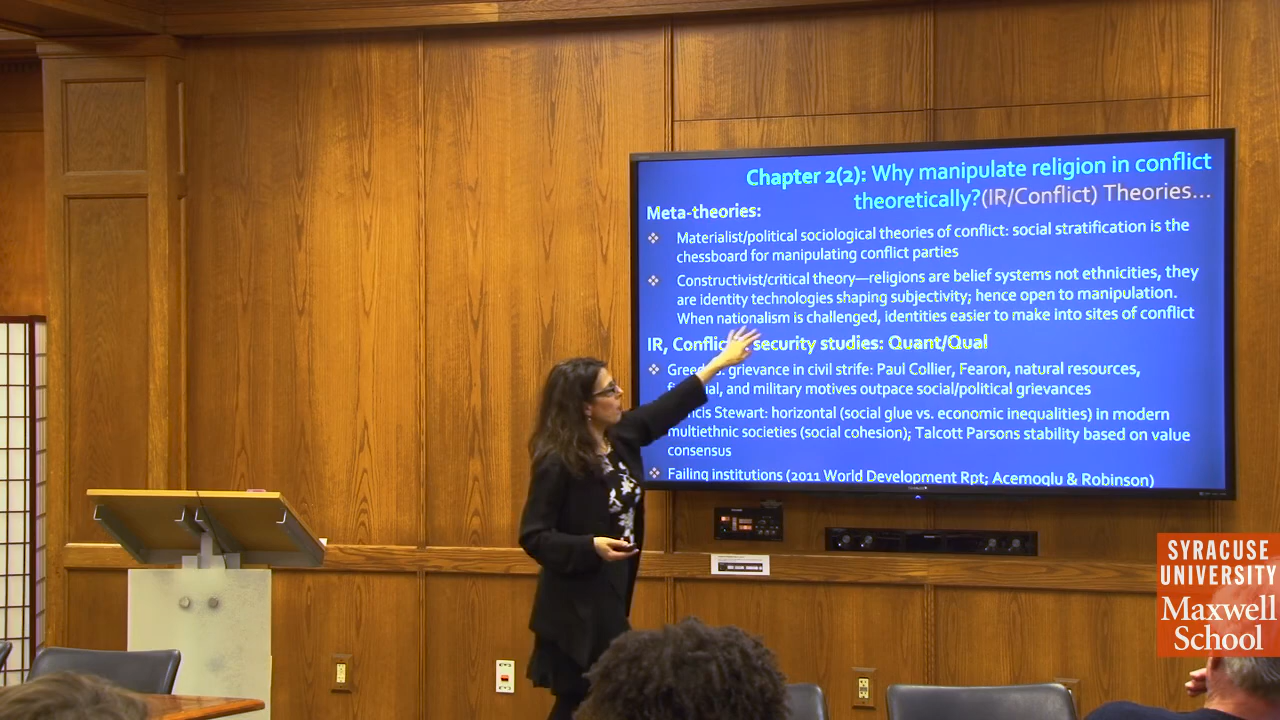 Chapter 2(2): Why manipulate religion in conflict
theoretically?(IR/Conflict) Theories...
Meta-theories:
Materialist/political sociological theories of conflict: social stratification is the
chessboard for manipulating conflict parties
Constructivist/critical theory—religions are belief systems not ethnicities, they
are identity technologies shaping subjectivity; hence open to manipulation.
When nationalism is challenged, identities easier to make into sites of conflict
IR, Conflict security studies: Quant/Qual
grievance in civil strife: Paul Collier, Fearon, natural resources,
and military motives outpace social/political grievances
Stewart: horizontal (social glue vs. economic inequalities) in modern
multiethnic societies (social cohesion); Talcott Parsons stability based on value
consensus
Failing institutions (2011 World Development Rpt; Acemoglu & Robinson)
SYRACUSE
UNIVERSITY
Maxwell
School